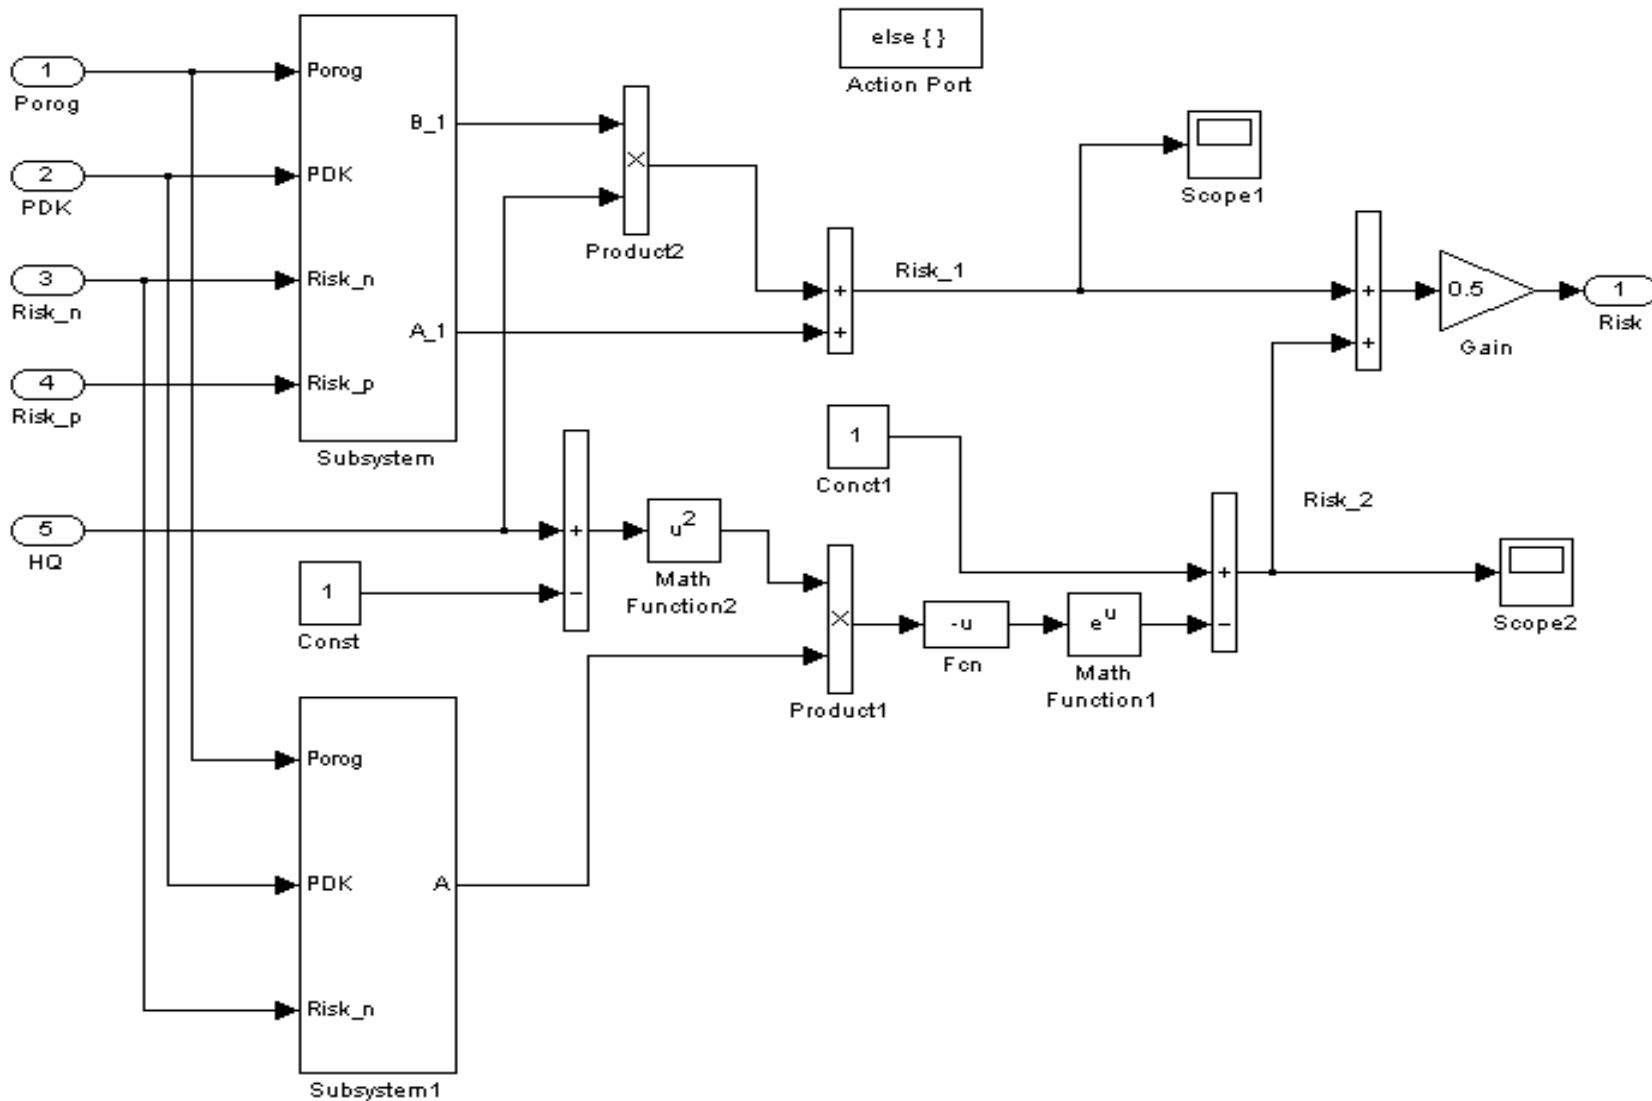 else { }
Action Port
1
Porog
2
PDK
3
Risk_n
4
Risk_p
5
HQ
Porog
PDK
Risk_n
Risk_p
B_1
A_1
Subsystem
×
Product2
+
+
Risk_1
Scope1
+
+
0.5
Gain
1
Risk
1
Conct1
1
Const
+
−
u²
Math
Function2
×
Product1
-u
Fcn
eᵘ
Math
Function1
+
−
Risk_2
Scope2
Porog
PDK
Risk_n
A
Subsystem1